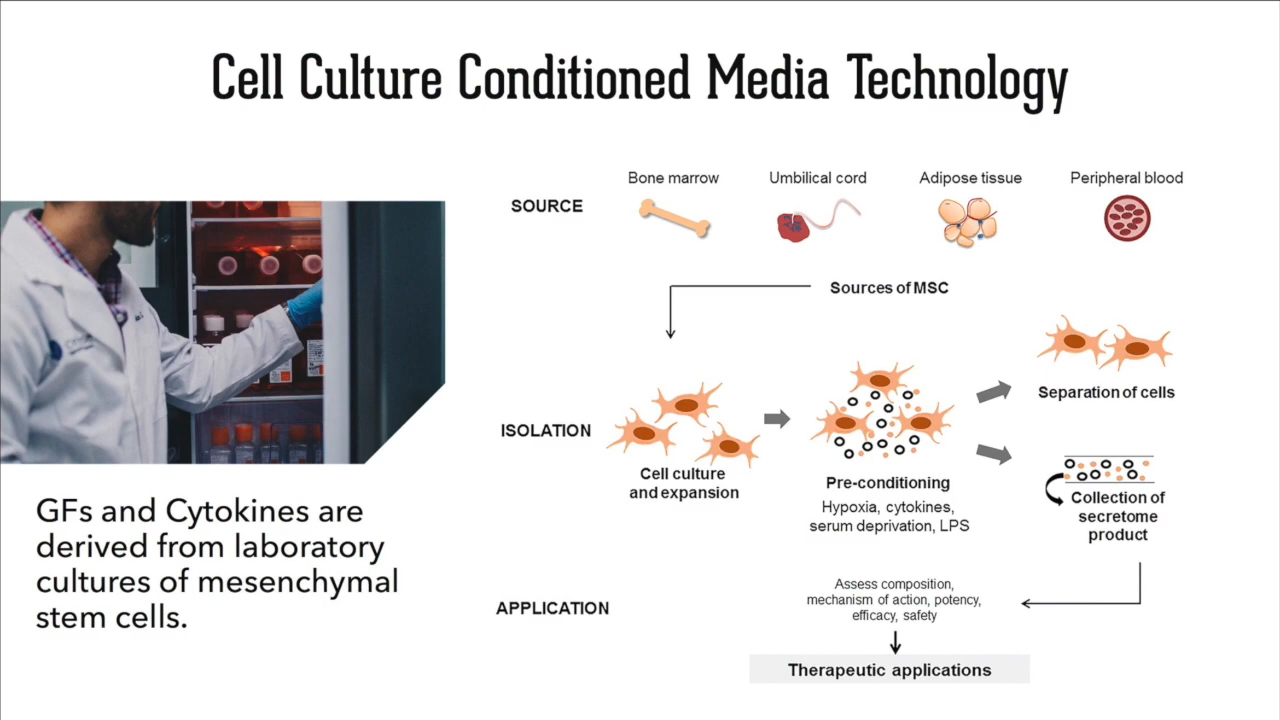 Cell Culture Conditioned Media Technology
Bone marrow
Umbilical cord
Adipose tissue
Peripheral blood
SOURCE
Sources of MSC
Separation of cells
ISOLATION
Cell culture
and expansion
Pre-conditioning
Hypoxia, cytokines,
serum deprivation, LPS
Collection of
secretome
product
GFs and Cytokines are
derived from laboratory
cultures of mesenchymal
stem cells.
APPLICATION
Assess composition,
mechanism of action, potency,
efficacy, safety
Therapeutic applications